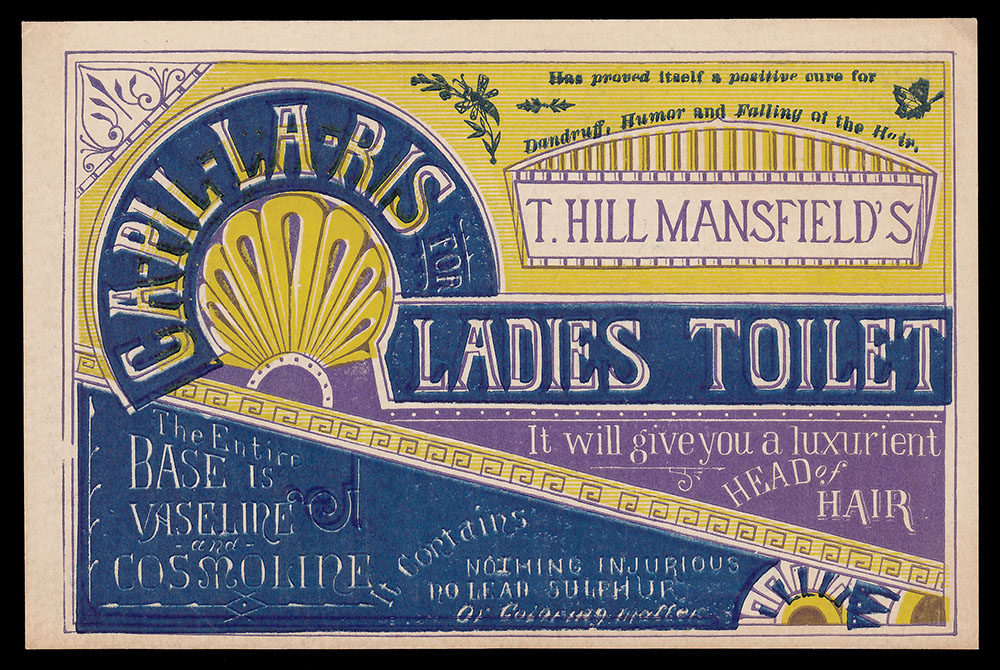 Has proved itself a positive cure for
Dandruff, Humor and Falling of the Hair.
T. HILL MANSFIELD'S
CA-PIL-LA-RIS
FOR
LADIES TOILET
It will give you a luxurient
HEAD of
HAIR
The Entire
BASE IS
VASELINE
-and-
COSMOLINE
It Contains
NOTHING INJURIOUS
NO LEAD SULPHUR
Or Coloring matter